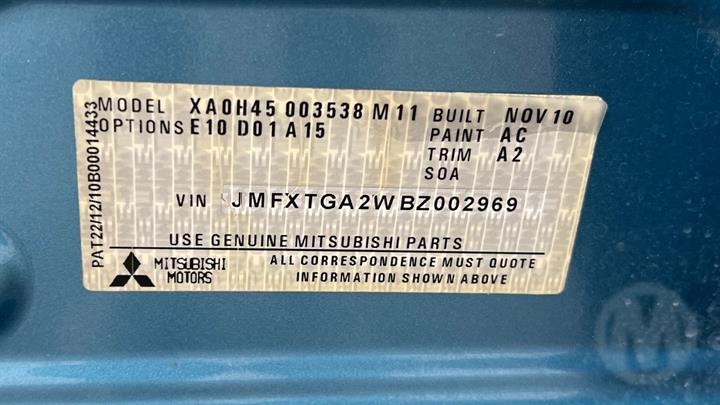 MODEL XA0H45 003538 M11 BUILT NOV 10
OPTIONS E10 D01 A15 PAINT AC
TRIM A2
SOA
VIN JMFXTGA2WBZ002969
USE GENUINE MITSUBISHI PARTS
MITSUBISHI MOTORS
ALL CORRESPONDENCE MUST QUOTE
INFORMATION SHOWN ABOVE
PAT22/12/10B00014433
M